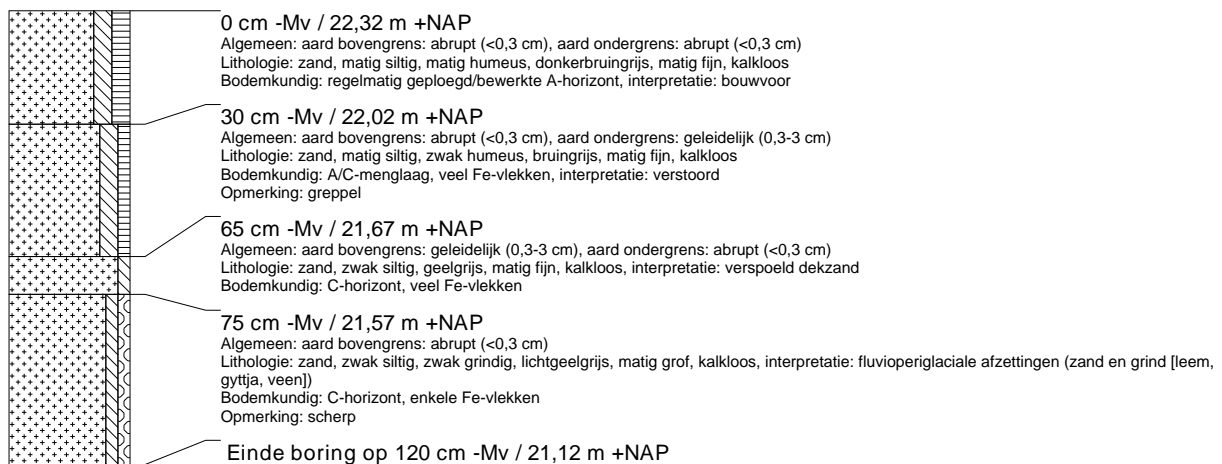 0 cm -Mv / 22,32 m +NAP
Algemeen: aard bovengrens: abrupt (<0,3 cm), aard ondergrens: abrupt (<0,3 cm)
Lithologie: zand, matig siltig, matig humeus, donkerbruingrijs, matig fijn, kalkloos
Bodemkundig: regelmatig geploegd/bewerkte A-horizont, interpretatie: bouwvoor
30 cm -Mv / 22,02 m +NAP
Algemeen: aard bovengrens: abrupt (<0,3 cm), aard ondergrens: geleidelijk (0,3-3 cm)
Lithologie: zand, matig siltig, zwak humeus, bruingrijs, matig fijn, kalkloos
Bodemkundig: A/C-menglaag, veel Fe-vlekken, interpretatie: verstoord
Opmerking: greppel
65 cm -Mv / 21,67 m +NAP
Algemeen: aard bovengrens: geleidelijk (0,3-3 cm), aard ondergrens: abrupt (<0,3 cm)
Lithologie: zand, zwak siltig, geelgrijs, matig fijn, kalkloos, interpretatie: verspoeld dekzand
Bodemkundig: C-horizont, veel Fe-vlekken
75 cm -Mv / 21,57 m +NAP
Algemeen: aard bovengrens: abrupt (<0,3 cm)
Lithologie: zand, zwak siltig, zwak grindig, lichtgeelgrijs, matig grof, kalkloos, interpretatie: fluvioperiglaciale afzettingen (zand en grind [leem,
gyttja, veen])
Bodemkundig: C-horizont, enkele Fe-vlekken
Opmerking: scherp
Einde boring op 120 cm -Mv / 21,12 m +NAP